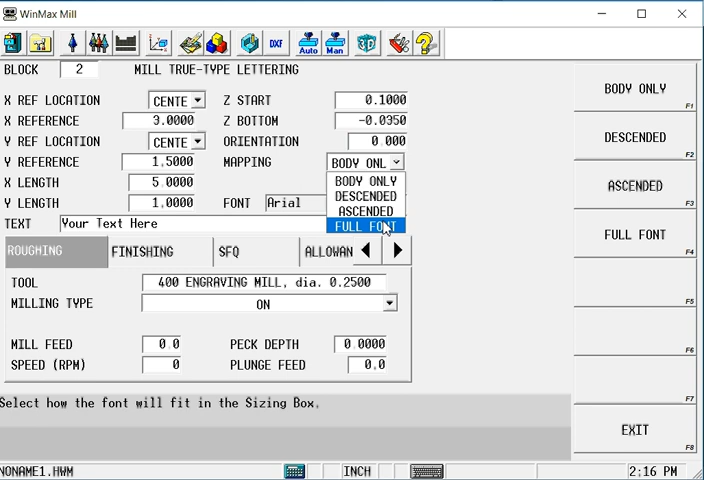 WinMax Mill
DXF Auto Man 3D
BLOCK 2 MILL TRUE-TYPE LETTERING
X REF LOCATION CENTE Z START 0.1000
X REFERENCE 3.0000 Z BOTTOM -0.0350
Y REF LOCATION CENTE ORIENTATION 0.000
Y REFERENCE 1.5000 MAPPING BODY ONL
X LENGTH 5.0000
Y LENGTH 1.0000 FONT Arial
TEXT Your Text Here
BODY ONLY
DESCENDED
ASCENDED
FULL FONT
ROUGHING FINISHING SFQ ALLOWAN
TOOL 400 ENGRAVING MILL, dia. 0.2500
MILLING TYPE ON
MILL FEED 0.0 PECK DEPTH 0.0000
SPEED (RPM) 0 PLUNGE FEED 0.0
Select how the font will fit in the Sizing Box.
BODY ONLY F1
DESCENDED F2
ASCENDED F3
FULL FONT F4
F5
F6
F7
EXIT F8
NONAME1.HWM INCH 2:16 PM